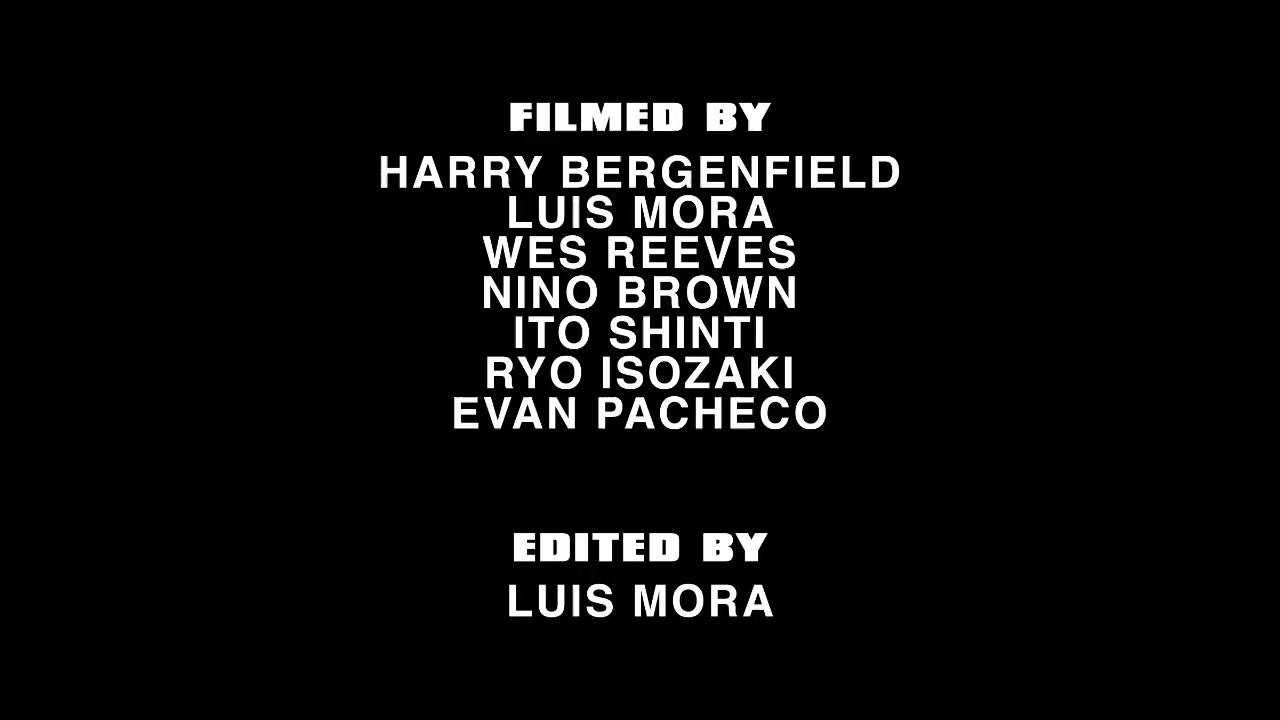 FILMED BY
HARRY BERGENFIELD
LUIS MORA
WES REEVES
NINO BROWN
ITO SHINTI
RYO ISOZAKI
EVAN PACHECO
EDITED BY
LUIS MORA